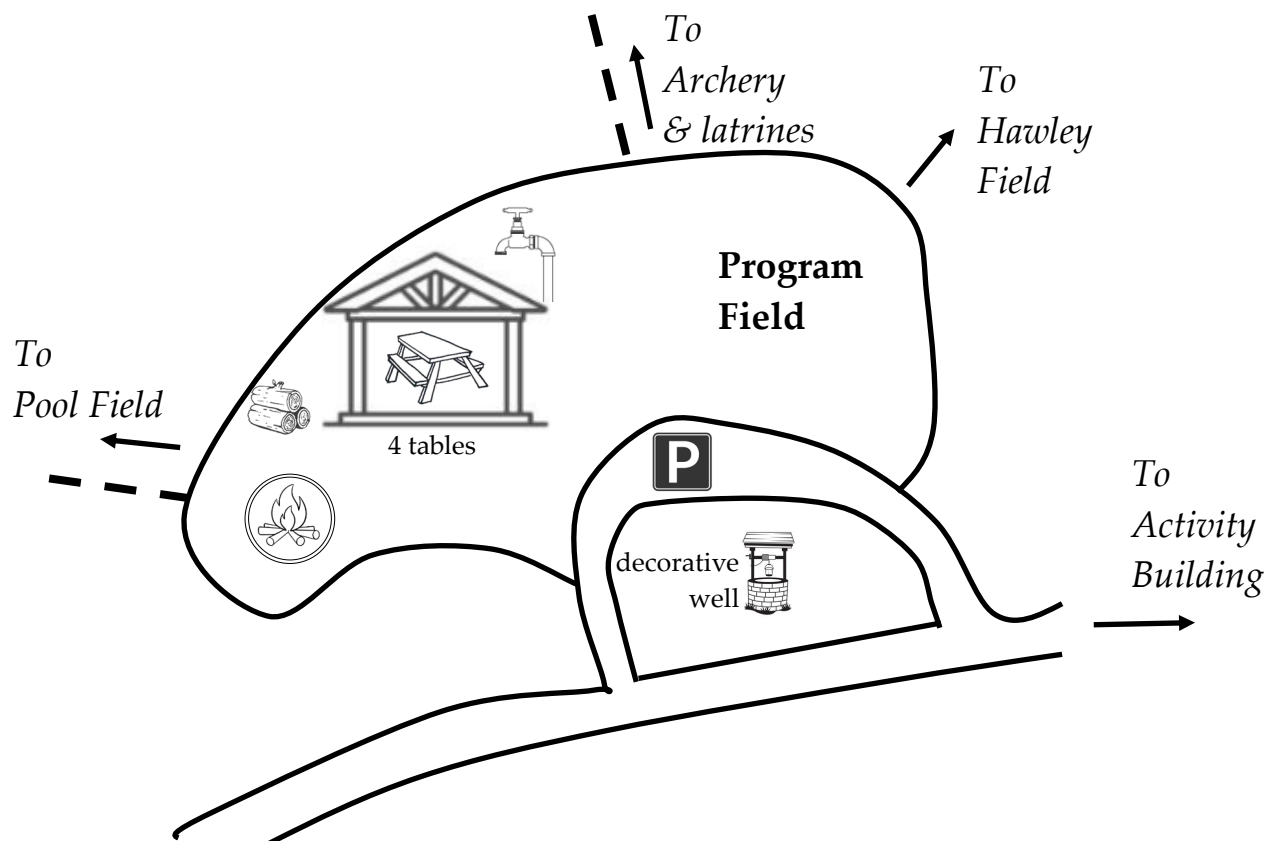 To
Archery
& latrines
To
Hawley
Field
Program
Field
To
Pool Field
4 tables
P
To
Activity
Building
decorative
well